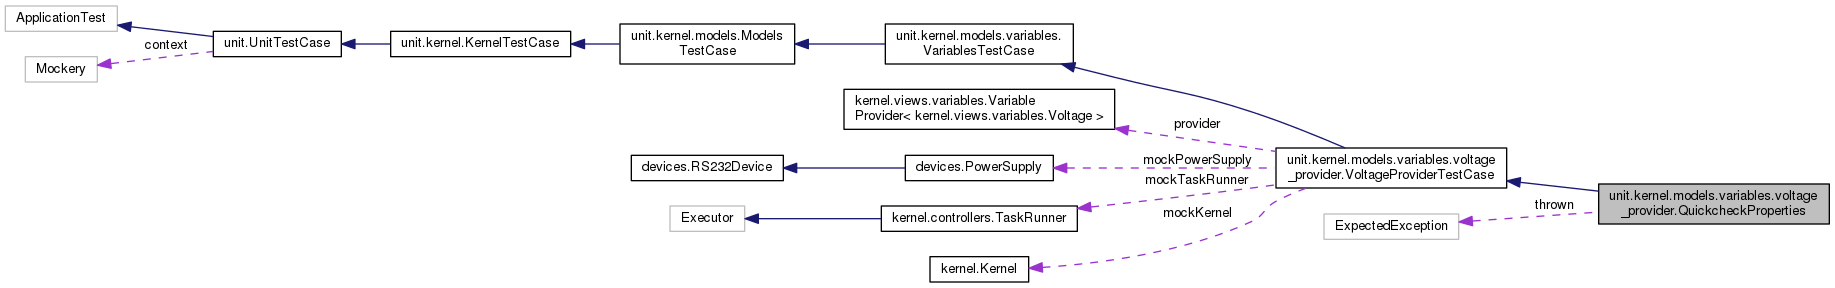 ApplicationTest
context
Mockery
unit.UnitTestCase
unit.kernel.KernelTestCase
unit.kernel.models.Models
TestCase
unit.kernel.models.variables.
VariablesTestCase
kernel.views.variables.Variable
Provider< kernel.views.variables.Voltage >
provider
devices.RS232Device
devices.PowerSupply
mockPowerSupply
mockTaskRunner
Executor
kernel.controllers.TaskRunner
mockKernel
kernel.Kernel
unit.kernel.models.variables.voltage
_provider.VoltageProviderTestCase
thrown
ExpectedException
unit.kernel.models.variables.voltage
_provider.QuickcheckProperties